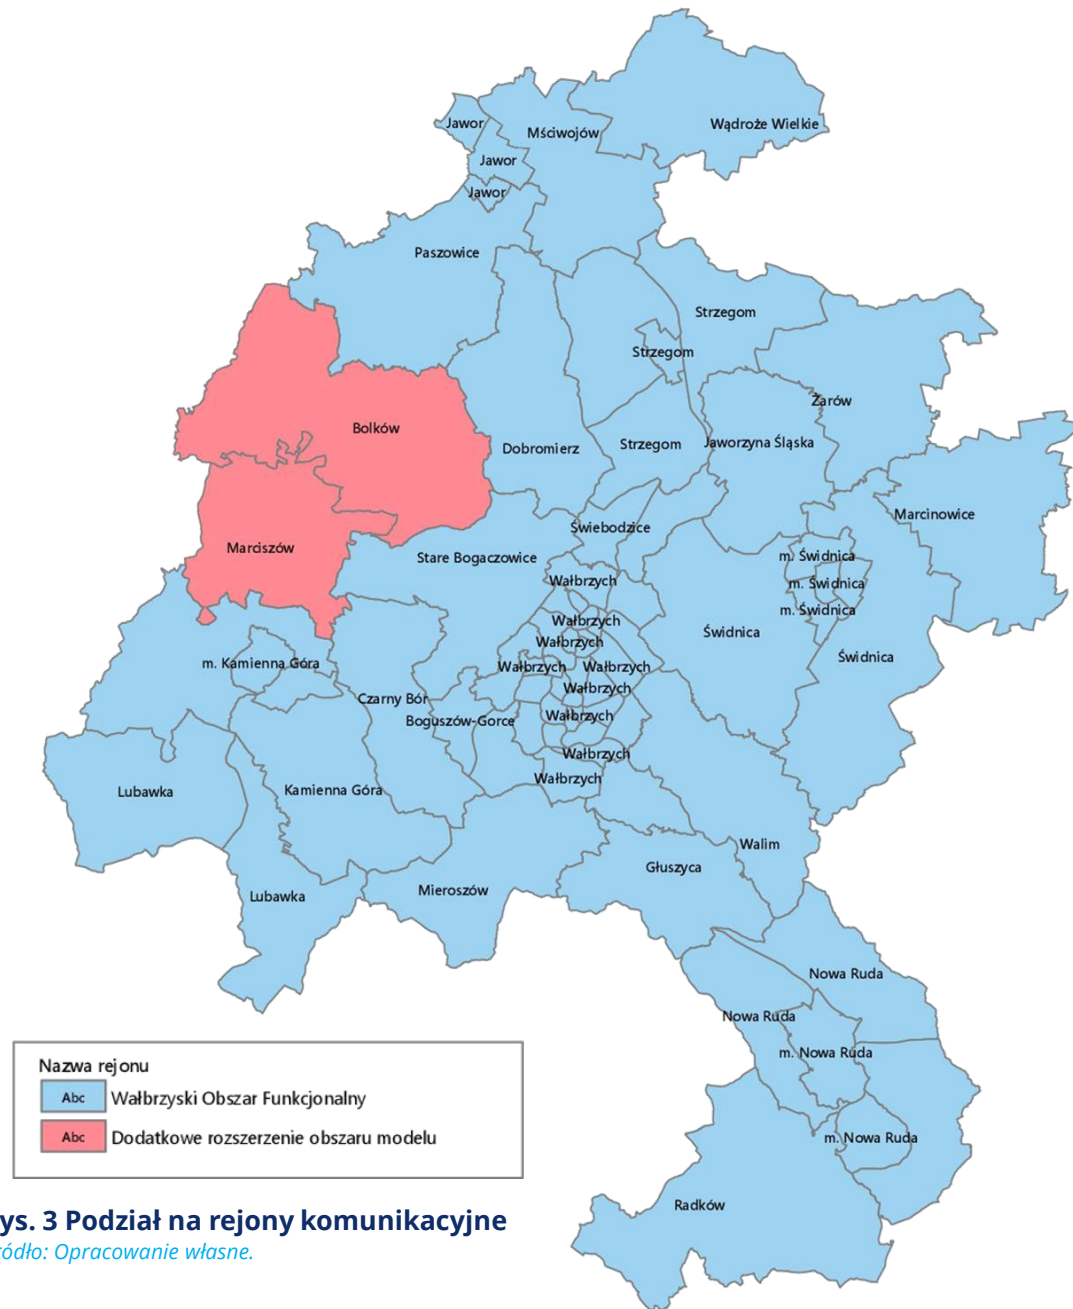 Wądroże Wielkie
Jawor
Mściwojów
Jawor
Jawor
Paszowice
Strzegom
Strzegom
Żarów
Bolków
Dobromierz
Strzegom
Jaworzyna Śląska
Marcinowice
Świebodzice
Marciszów
Stare Bogaczowice
m. Świdnica
Wałbrzych
m. Świdnica
m. Świdnica
Wałbrzych
Świdnica
Wałbrzych
Świdnica
m. Kamienna Góra
Wałbrzych
Wałbrzych
Wałbrzych
Czarny Bór
Boguszów-Gorce
Wałbrzych
Wałbrzych
Wałbrzych
Lubawka
Kamienna Góra
Walim
Głuszyca
Mieroszów
Lubawka
Nowa Ruda
Nowa Ruda
m. Nowa Ruda
m. Nowa Ruda
Radków
Nazwa rejonu
Abc Wałbrzyski Obszar Funkcjonalny
Abc Dodatkowe rozszerzenie obszaru modelu
ys. 3 Podział na rejony komunikacyjne
ródło: Opracowanie własne.